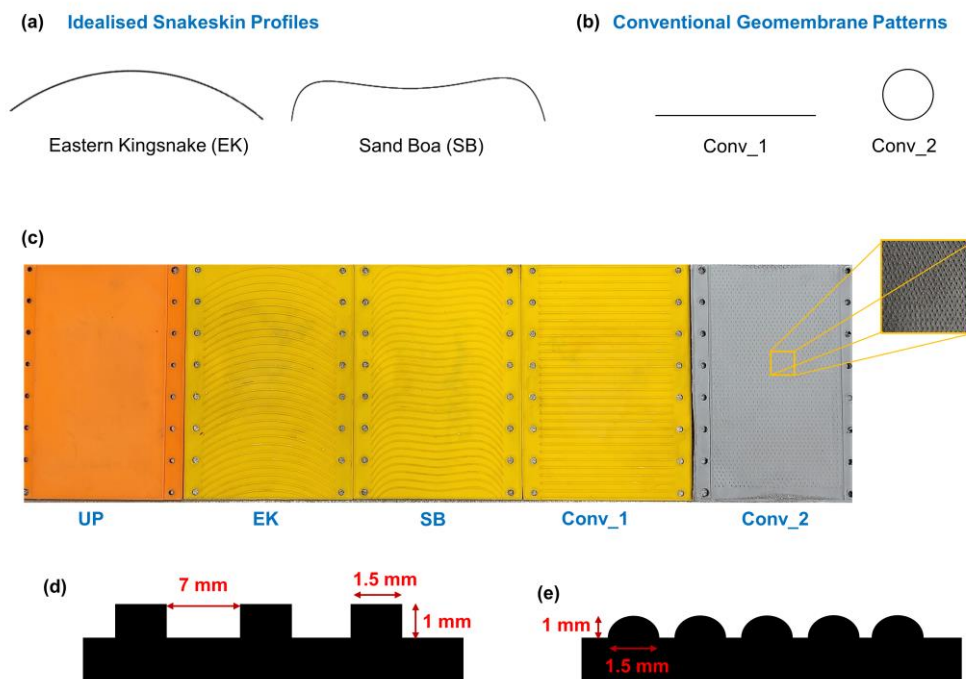 (a) Idealised Snakeskin Profiles
(b) Conventional Geomembrane Patterns
Eastern Kingsnake (EK)
Sand Boa (SB)
Conv_1
Conv_2
(c)
UP
EK
SB
Conv_1
Conv_2
(d)
7 mm
1.5 mm
1 mm
(e)
1 mm
1.5 mm